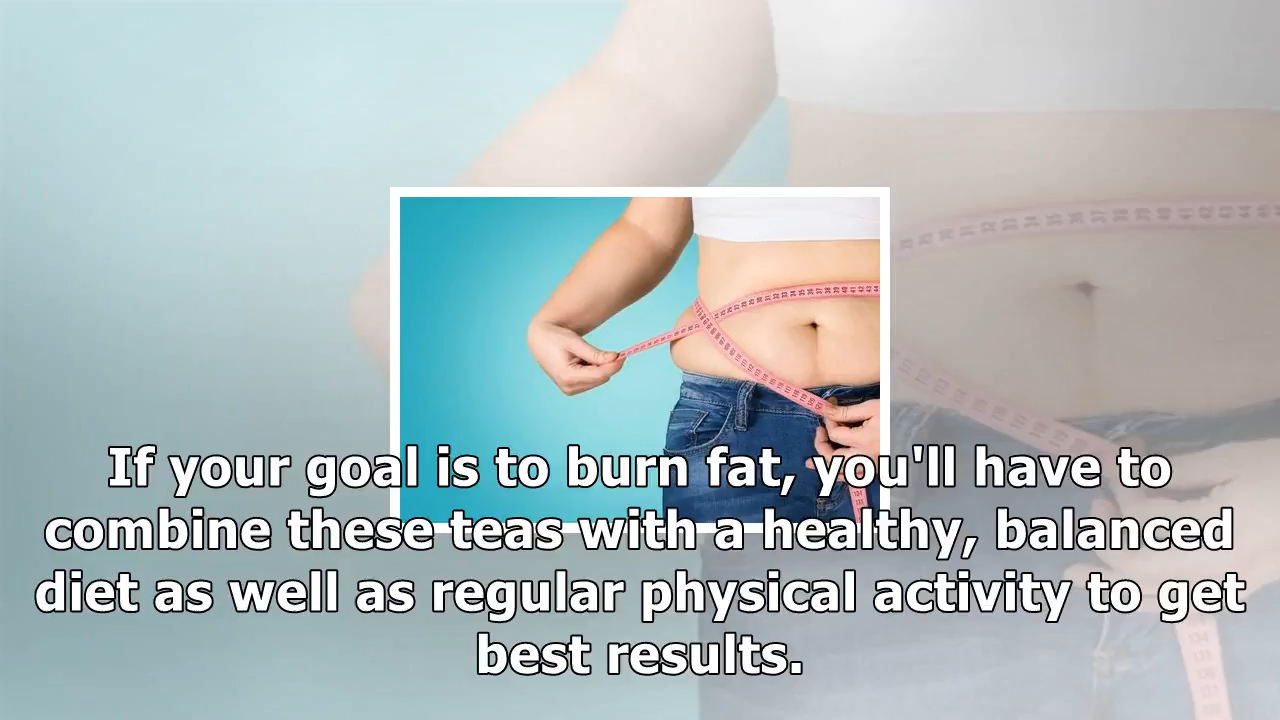 If your goal is to burn fat, you'll have to
combine these teas with a healthy, balanced
diet as well as regular physical activity to get
best results.